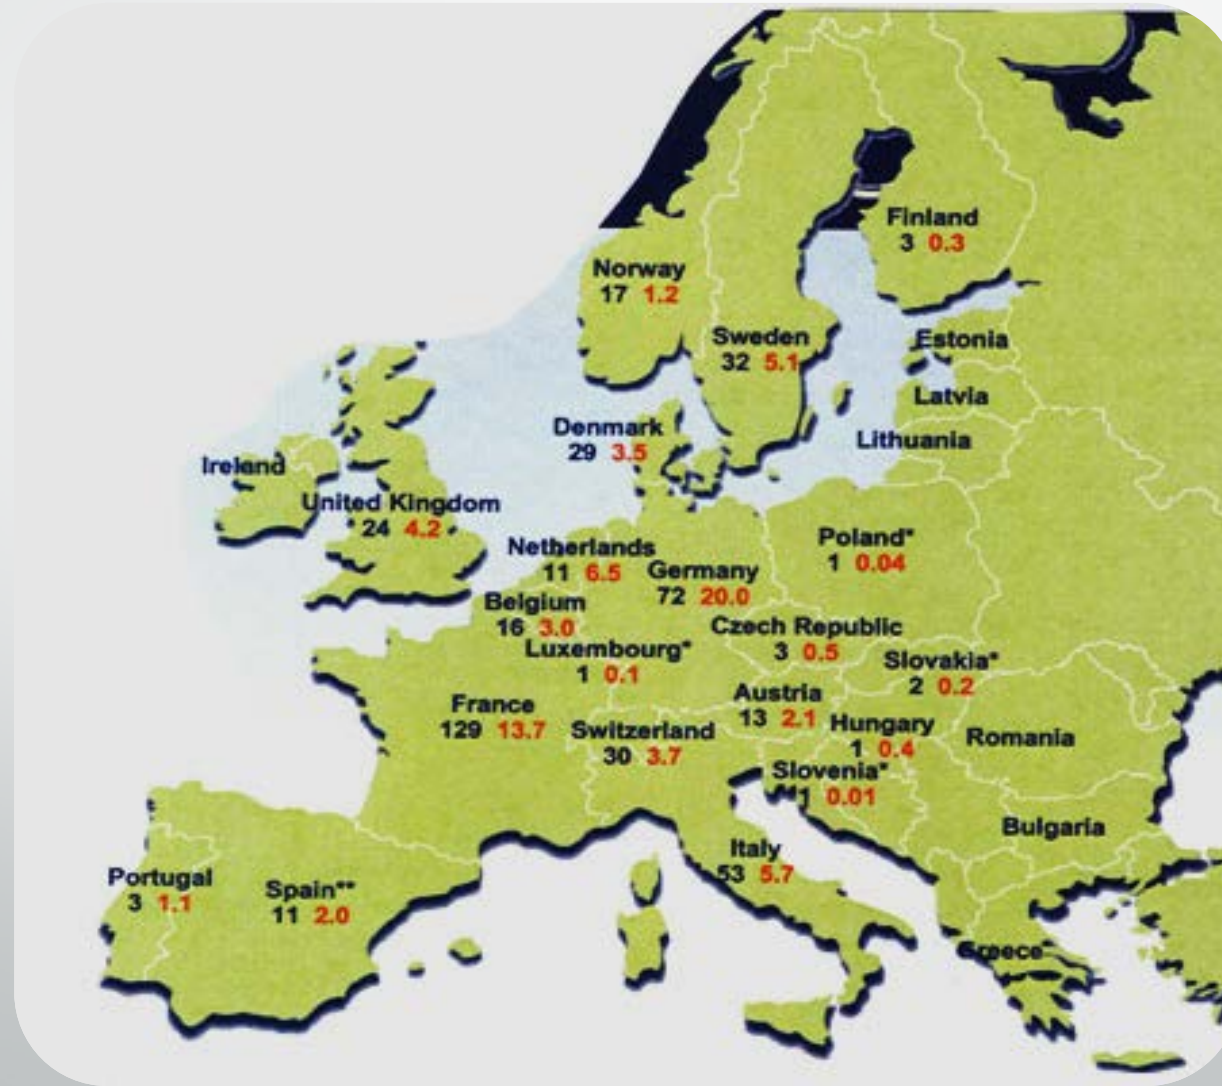 Finland
3 0.3
Norway
17 1.2
Sweden
32 5.1
Estonia
Latvia
Denmark
29 3.5
Lithuania
Ireland
United Kingdom
24 4.2
Netherlands
11 6.5
Germany
72 20.0
Poland*
1 0.04
Belgium
16 3.0
Czech Republic
3 0.5
Luxembourg*
1 0.1
Slovakia*
2 0.2
France
129 13.7
Austria
13 2.1
Switzerland
30 3.7
Hungary
1 0.4
Romania
Slovenia*
1 0.01
Bulgaria
Italy
53 5.7
Portugal
3 1.1
Spain**
11 2.0
Greece*